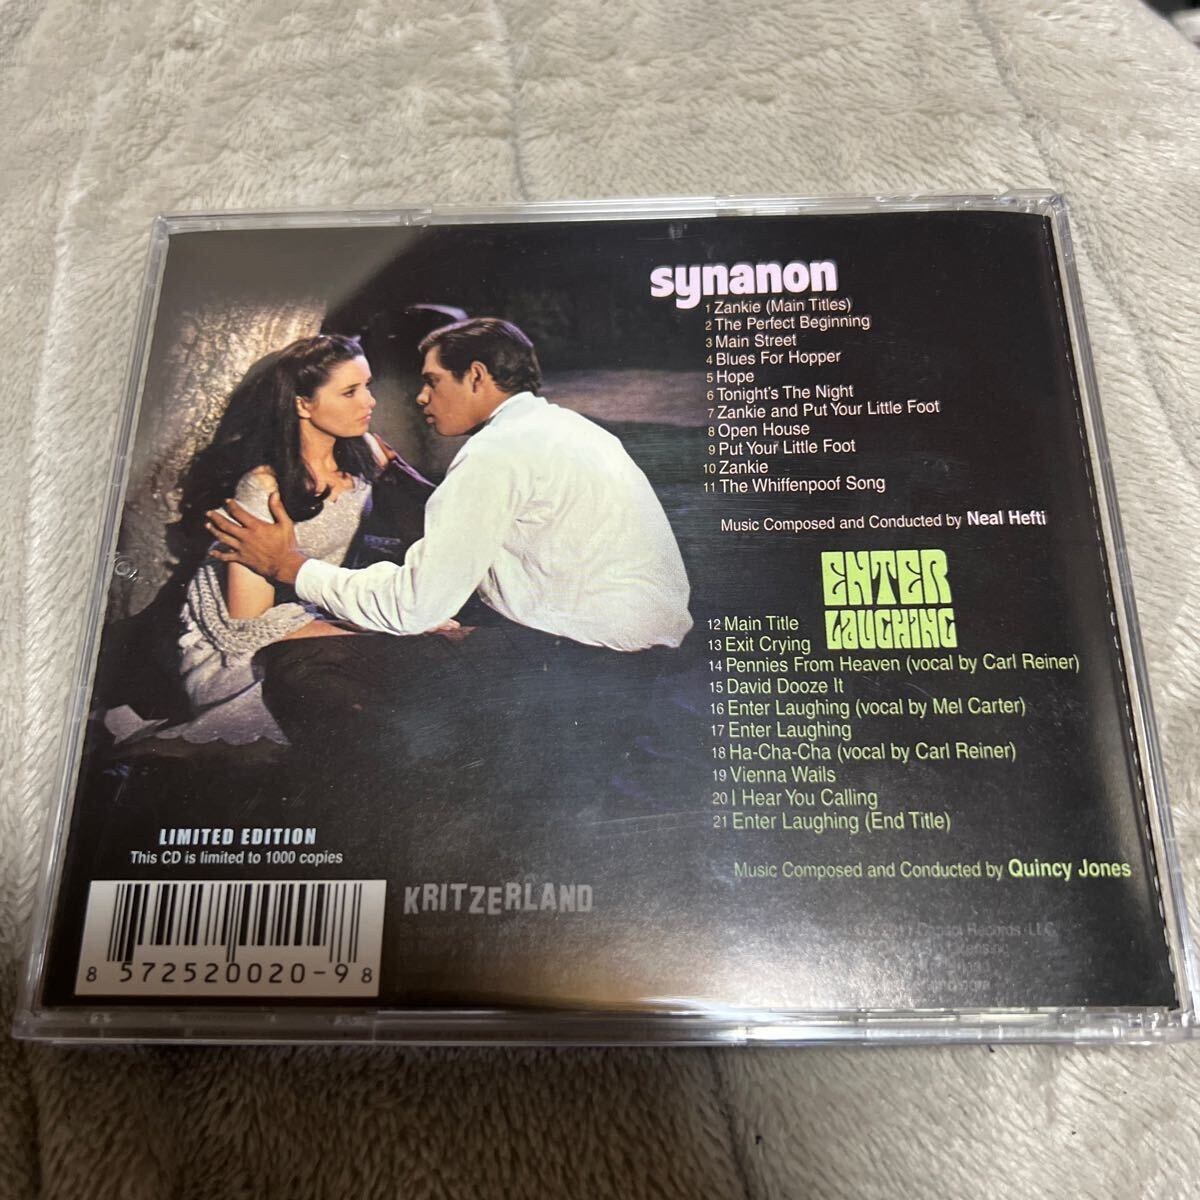 synanon
1 Zankie (Main Titles)
2 The Perfect Beginning
3 Main Street
4 Blues For Hopper
5 Hope
6 Tonight's The Night
7 Zankie and Put Your Little Foot
8 Open House
9 Put Your Little Foot
10 Zankie
11 The Whiffenpoof Song
Music Composed and Conducted by Neal Hefti
ENTER
LAUGHING
12 Main Title
13 Exit Crying
14 Pennies From Heaven (vocal by Carl Reiner)
15 David Dooze It
16 Enter Laughing (vocal by Mel Carter)
17 Enter Laughing
18 Ha-Cha-Cha (vocal by Carl Reiner)
19 Vienna Wails
20 I Hear You Calling
21 Enter Laughing (End Title)
Music Composed and Conducted by Quincy Jones
LIMITED EDITION
This CD is limited to 1000 copies
8 572520020-9 8
KRITZERLAND
2011 Capitol Records LLC